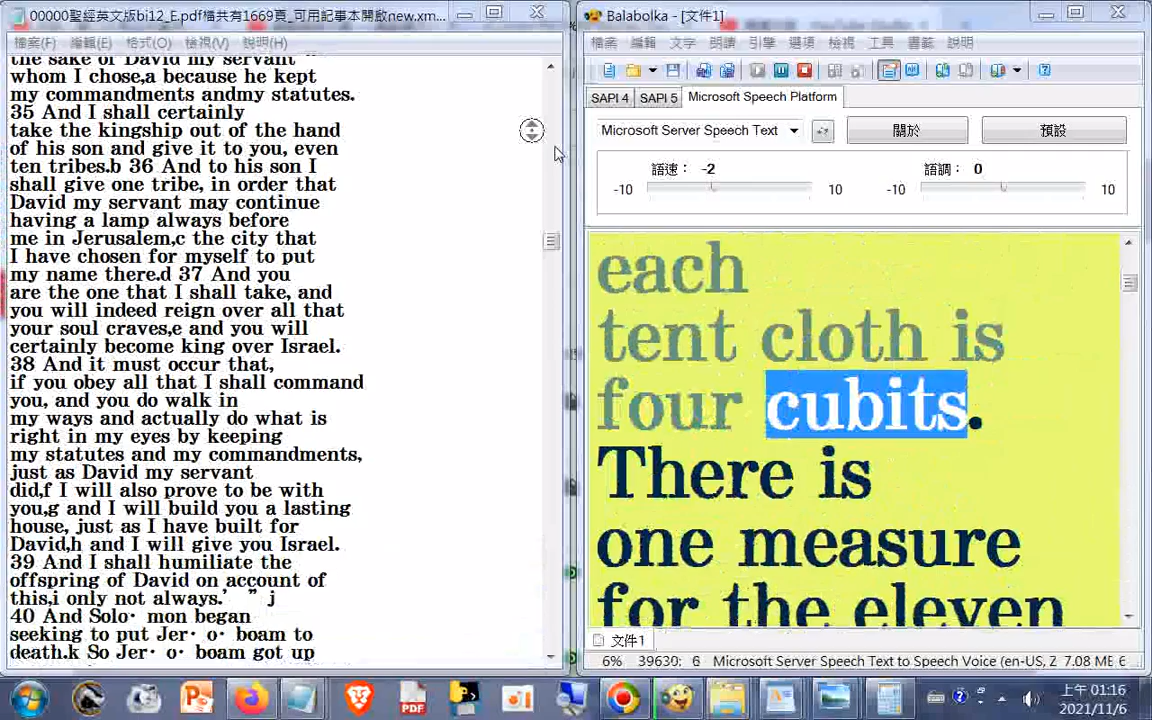 00000聖經英文版bi12_E.pdf檔共有1669頁_可用記事本開啟new.xm...
檔案(F) 編輯(E) 格式(O) 檢視(V) 說明(H)
the sake of David my servant
whom I chose,a because he kept
my commandments andmy statutes.
35 And I shall certainly
take the kingship out of the hand
of his son and give it to you, even
ten tribes.b 36 And to his son I
shall give one tribe, in order that
David my servant may continue
having a lamp always before
me in Jerusalem,c the city that
I have chosen for myself to put
my name there.d 37 And you
are the one that I shall take, and
you will indeed reign over all that
your soul craves,e and you will
certainly become king over Israel.
38 And it must occur that,
if you obey all that I shall command
you, and you do walk in
my ways and actually do what is
right in my eyes by keeping
my statutes and my commandments,
just as David my servant
did,f I will also prove to be with
you,g and I will build you a lasting
house, just as I have built for
David,h and I will give you Israel.
39 And I shall humiliate the
offspring of David on account of
this,i only not always.’ ”j
40 And Solo· mon began
seeking to put Jer· o· boam to
death.k So Jer· o· boam got up
Balabolka - [文件1]
檔案 編輯 文字 朗讀 引擎 選項 檢視 工具 書籤 說明
SAPI 4 SAPI 5 Microsoft Speech Platform
Microsoft Server Speech Text 關於 預設
語速： -2 語調： 0
-10 10 -10 10
each
tent cloth is
four cubits.
There is
one measure
for the eleven
文件1
6% 39630: 6 Microsoft Server Speech Text to Speech Voice (en-US, Z 7.08 MB 6
上午 01:16
2021/11/6